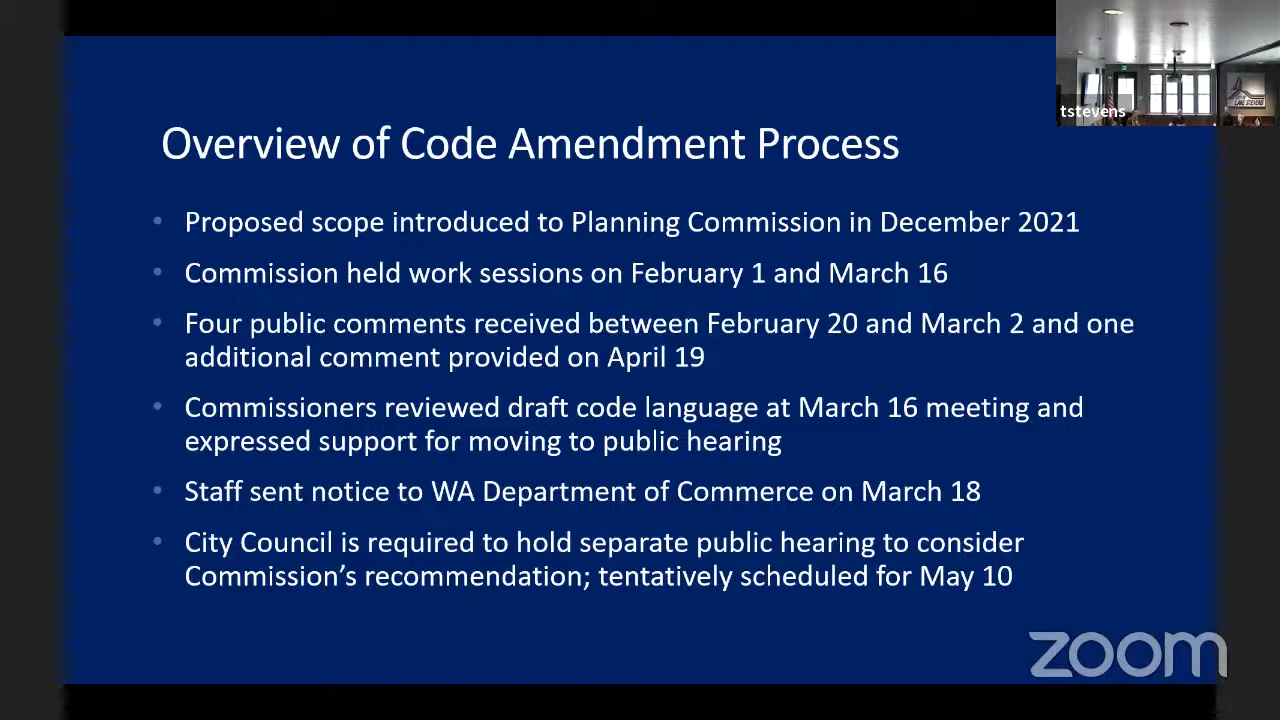 tstevens
LAKE STEVENS
Overview of Code Amendment Process
• Proposed scope introduced to Planning Commission in December 2021
• Commission held work sessions on February 1 and March 16
• Four public comments received between February 20 and March 2 and one
additional comment provided on April 19
• Commissioners reviewed draft code language at March 16 meeting and
expressed support for moving to public hearing
• Staff sent notice to WA Department of Commerce on March 18
• City Council is required to hold separate public hearing to consider
Commission’s recommendation; tentatively scheduled for May 10
zoom